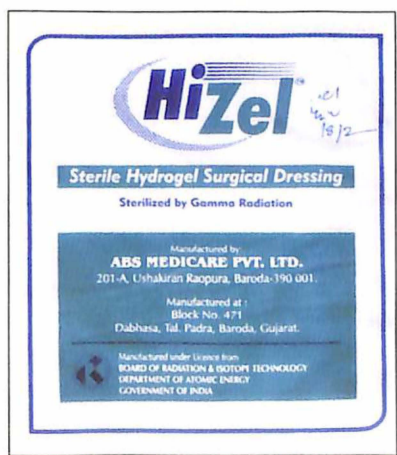 HiZel®
Sterile Hydrogel Surgical Dressing
Sterilized by Gamma Radiation
Manufactured by:
ABS MEDICARE PVT. LTD.
201-A, Ushakiran Raopura, Baroda-390 001.
Manufactured at :
Block No. 471
Dabhasa, Tal. Padra, Baroda, Gujarat.
Manufactured under Licence from
BOARD OF RADIATION & ISOTOPE TECHNOLOGY
DEPARTMENT OF ATOMIC ENERGY
GOVERNMENT OF INDIA